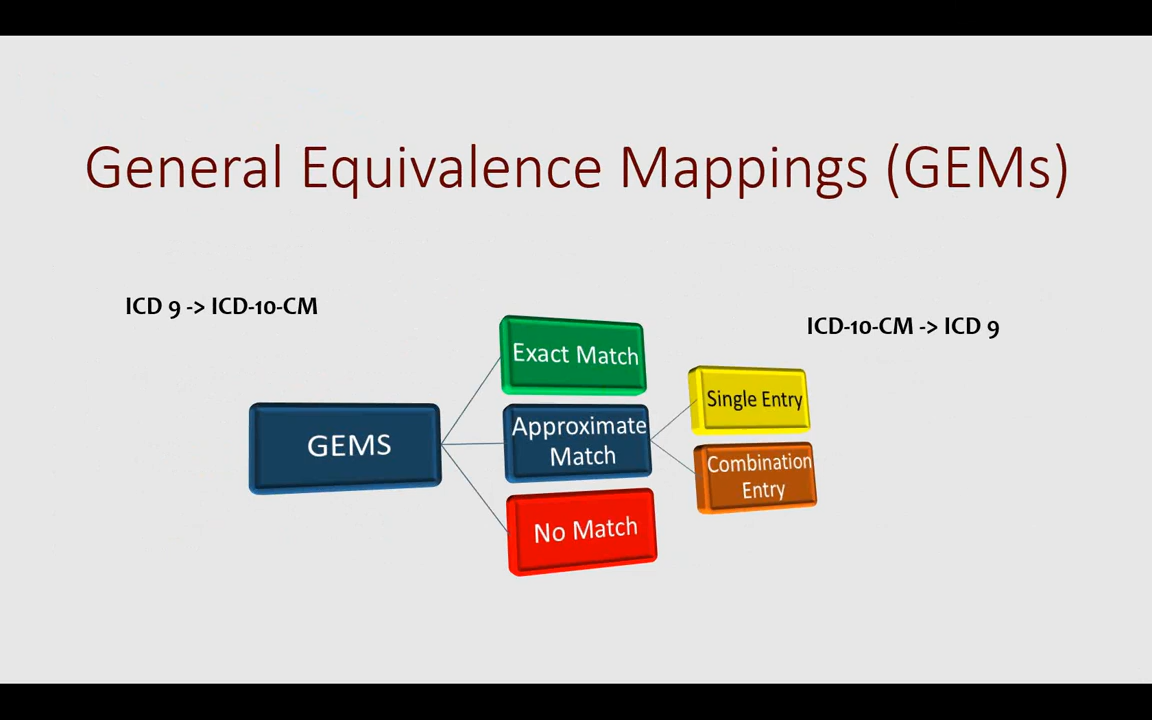 General Equivalence Mappings (GEMs)
ICD 9 -> ICD-10-CM
ICD-10-CM -> ICD 9
GEMS
Exact Match
Approximate
Match
No Match
Single Entry
Combination
Entry